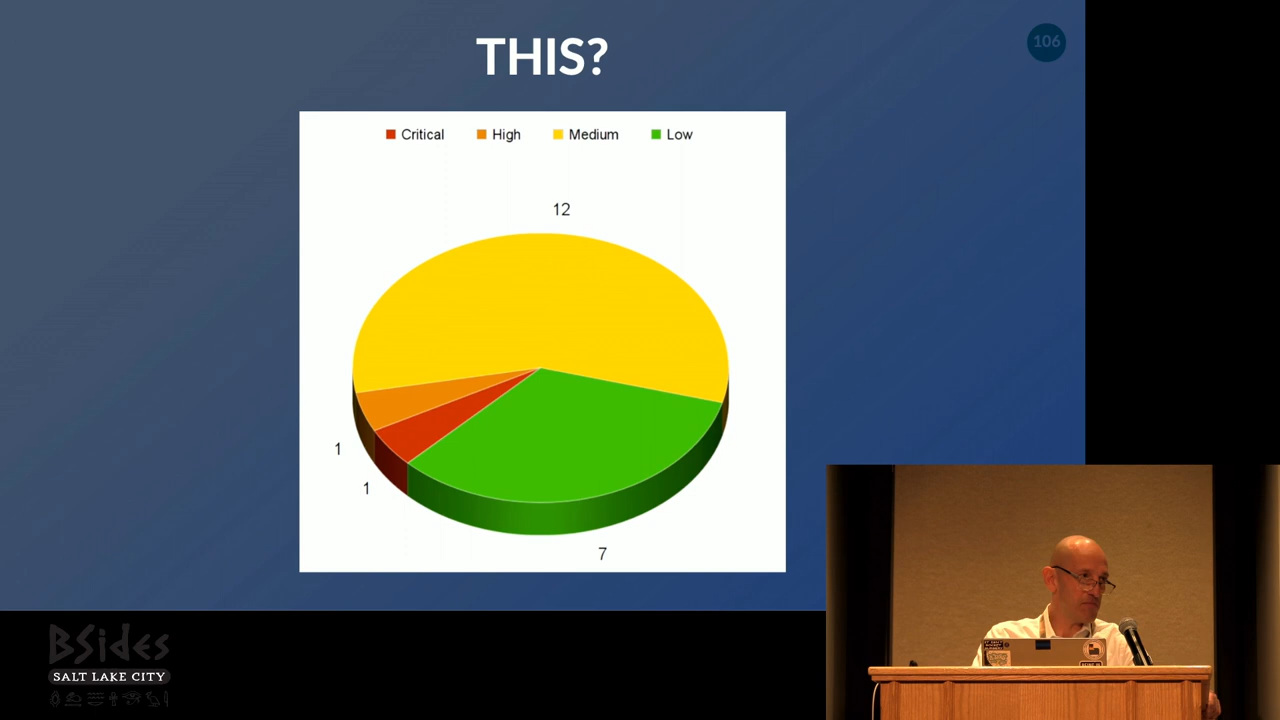 THIS?
106
Critical High Medium Low
12
1
1
7
BSides
SALT LAKE CITY